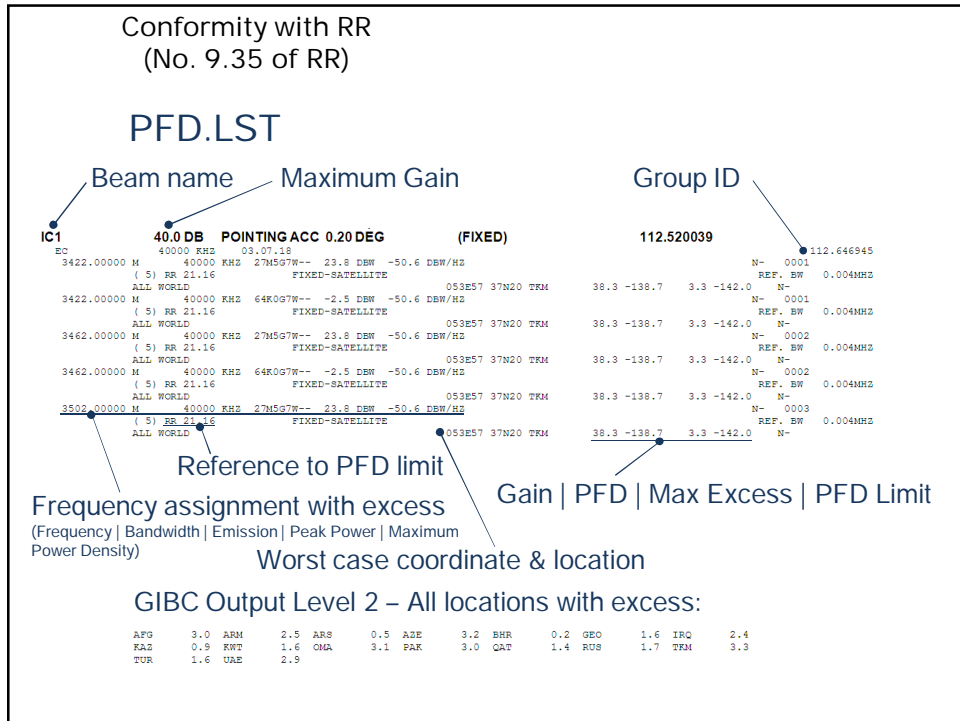 Conformity with RR
(No. 9.35 of RR)
PFD.LST
Beam name Maximum Gain Group ID
IC1 40.0 DB POINTING ACC 0.20 DEG (FIXED) 112.520039
EC 40000 KHZ 03.07.18 112.646945
3422.00000 M 40000 KHZ 27M5G7W-- 23.8 DBW -50.6 DBW/HZ N- 0001
( 5) RR 21.16 FIXED-SATELLITE REF. BW 0.004MHZ
ALL WORLD 053E57 37N20 TKM 38.3 -138.7 3.3 -142.0 N-
3422.00000 M 40000 KHZ 64K0G7W-- -2.5 DBW -50.6 DBW/HZ N- 0001
( 5) RR 21.16 FIXED-SATELLITE REF. BW 0.004MHZ
ALL WORLD 053E57 37N20 TKM 38.3 -138.7 3.3 -142.0 N-
3462.00000 M 40000 KHZ 27M5G7W-- 23.8 DBW -50.6 DBW/HZ N- 0002
( 5) RR 21.16 FIXED-SATELLITE REF. BW 0.004MHZ
ALL WORLD 053E57 37N20 TKM 38.3 -138.7 3.3 -142.0 N-
3462.00000 M 40000 KHZ 64K0G7W-- -2.5 DBW -50.6 DBW/HZ N- 0002
( 5) RR 21.16 FIXED-SATELLITE REF. BW 0.004MHZ
ALL WORLD 053E57 37N20 TKM 38.3 -138.7 3.3 -142.0 N-
3502.00000 M 40000 KHZ 27M5G7W-- 23.8 DBW -50.6 DBW/HZ N- 0003
( 5) RR 21.16 FIXED-SATELLITE REF. BW 0.004MHZ
ALL WORLD 053E57 37N20 TKM 38.3 -138.7 3.3 -142.0 N-
Reference to PFD limit
Gain | PFD | Max Excess | PFD Limit
Frequency assignment with excess
(Frequency | Bandwidth | Emission | Peak Power | Maximum
Power Density)
Worst case coordinate & location
GIBC Output Level 2 – All locations with excess:
AFG 3.0 ARM 2.5 ARS 0.5 AZE 3.2 BHR 0.2 GEO 1.6 IRQ 2.4
KAZ 0.9 KWT 1.6 OMA 3.1 PAK 3.0 QAT 1.4 RUS 1.7 TKM 3.3
TUR 1.6 UAE 2.9